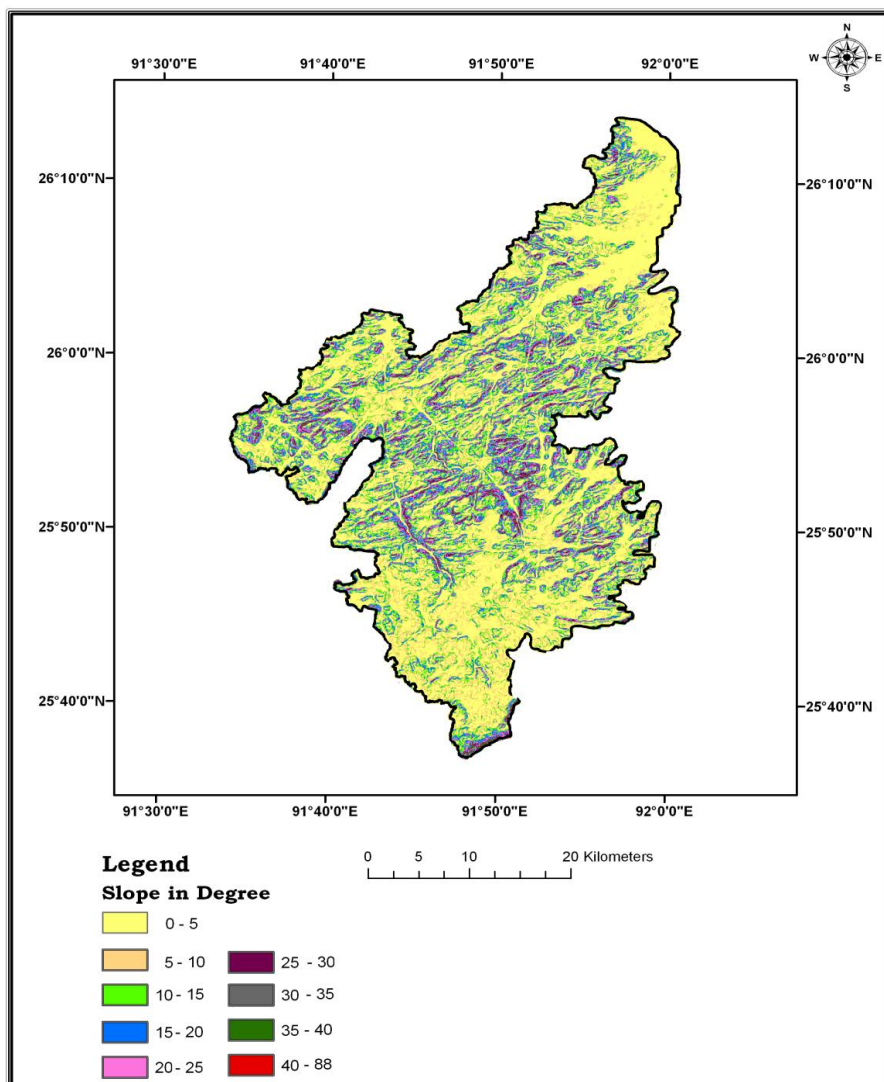 N
W E
S
91°30'0"E 91°40'0"E 91°50'0"E 92°0'0"E
26°10'0"N 26°10'0"N
26°0'0"N 26°0'0"N
25°50'0"N 25°50'0"N
25°40'0"N 25°40'0"N
91°30'0"E 91°40'0"E 91°50'0"E 92°0'0"E
0 5 10 20 Kilometers
Legend
Slope in Degree
0 - 5
5 - 10 25 - 30
10 - 15 30 - 35
15 - 20 35 - 40
20 - 25 40 - 88